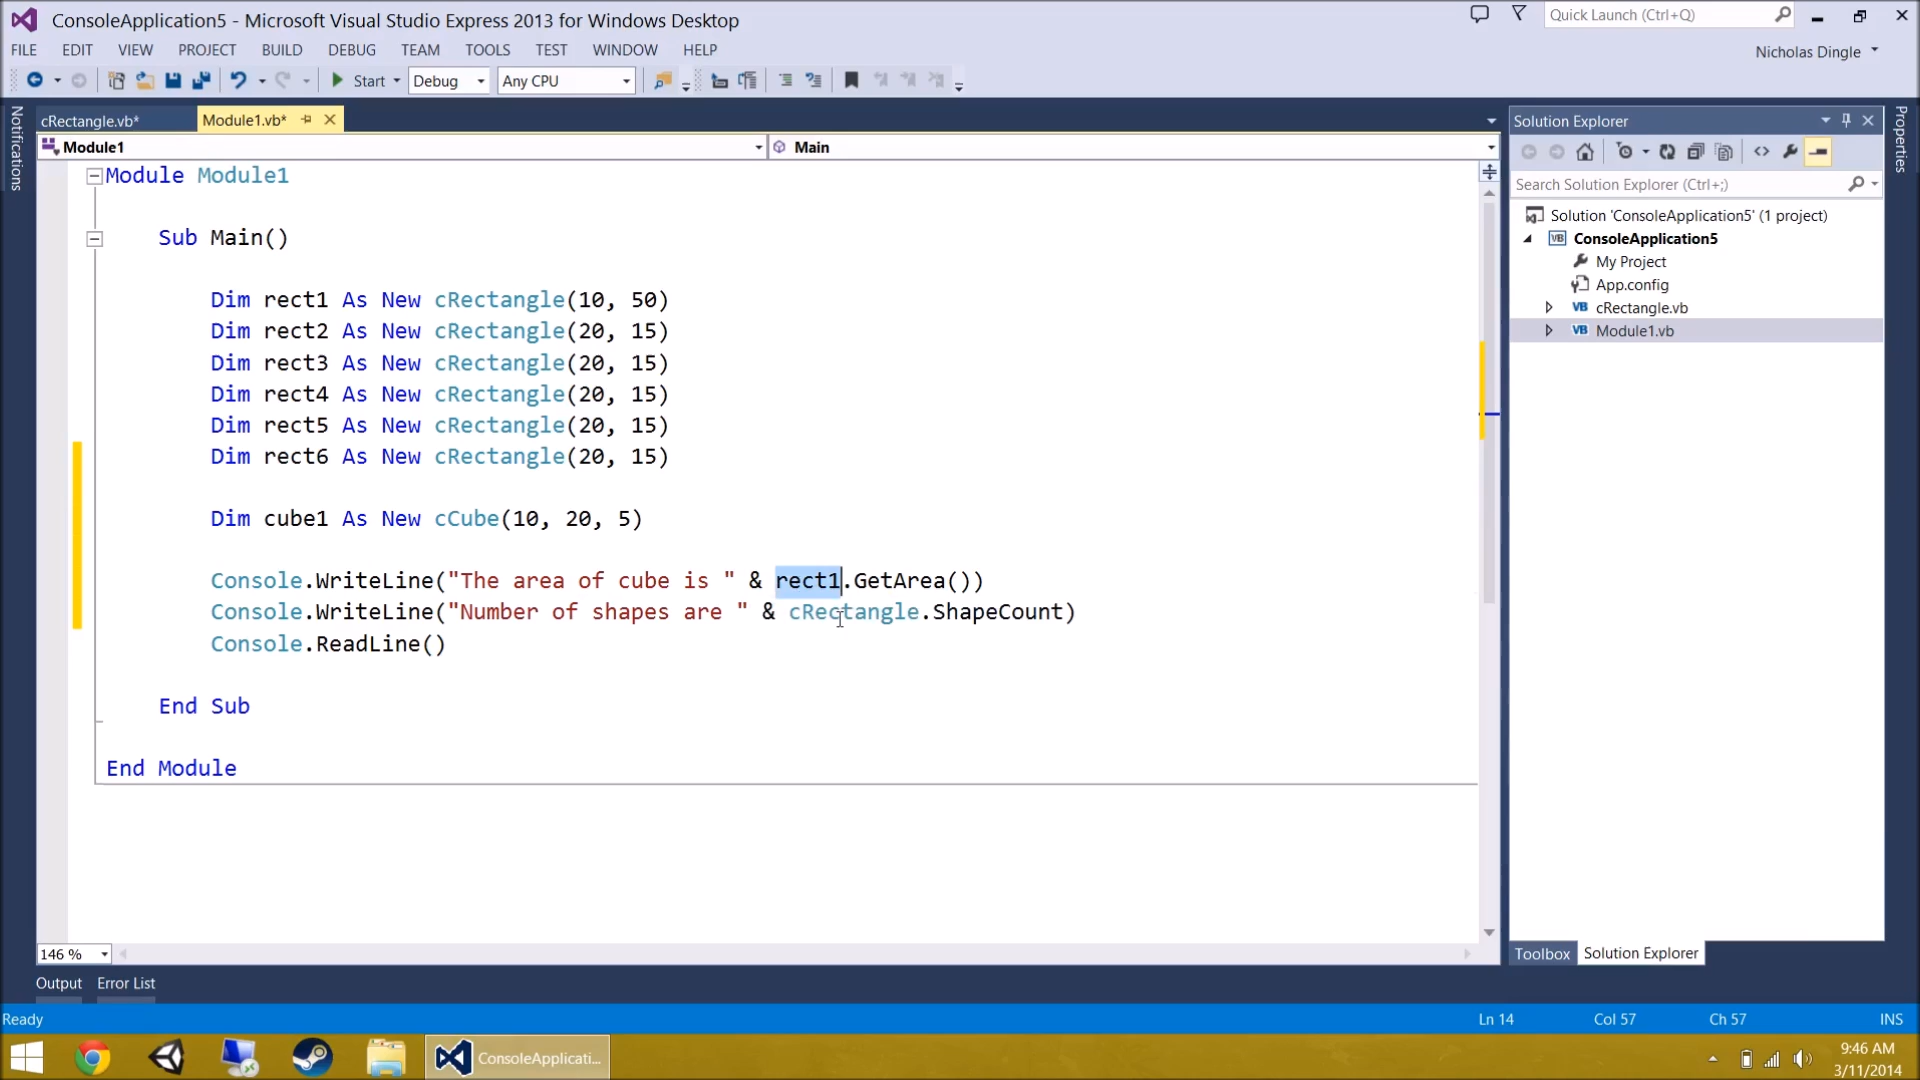 ConsoleApplication5 - Microsoft Visual Studio Express 2013 for Windows Desktop
Quick Launch (Ctrl+Q)
FILE EDIT VIEW PROJECT BUILD DEBUG TEAM TOOLS TEST WINDOW HELP
Nicholas Dingle
Start Debug Any CPU
Notifications
cRectangle.vb*
Module1.vb*
Module1
Main
Module Module1
Sub Main()
Dim rect1 As New cRectangle(10, 50)
Dim rect2 As New cRectangle(20, 15)
Dim rect3 As New cRectangle(20, 15)
Dim rect4 As New cRectangle(20, 15)
Dim rect5 As New cRectangle(20, 15)
Dim rect6 As New cRectangle(20, 15)
Dim cube1 As New cCube(10, 20, 5)
Console.WriteLine("The area of cube is " & rect1.GetArea())
Console.WriteLine("Number of shapes are " & cRectangle.ShapeCount)
Console.ReadLine()
End Sub
End Module
146 %
Solution Explorer
Search Solution Explorer (Ctrl+;)
Solution 'ConsoleApplication5' (1 project)
VB ConsoleApplication5
My Project
App.config
VB cRectangle.vb
VB Module1.vb
Properties
Toolbox
Solution Explorer
Output
Error List
Ready
Ln 14
Col 57
Ch 57
INS
ConsoleApplicati...
9:46 AM
3/11/2014